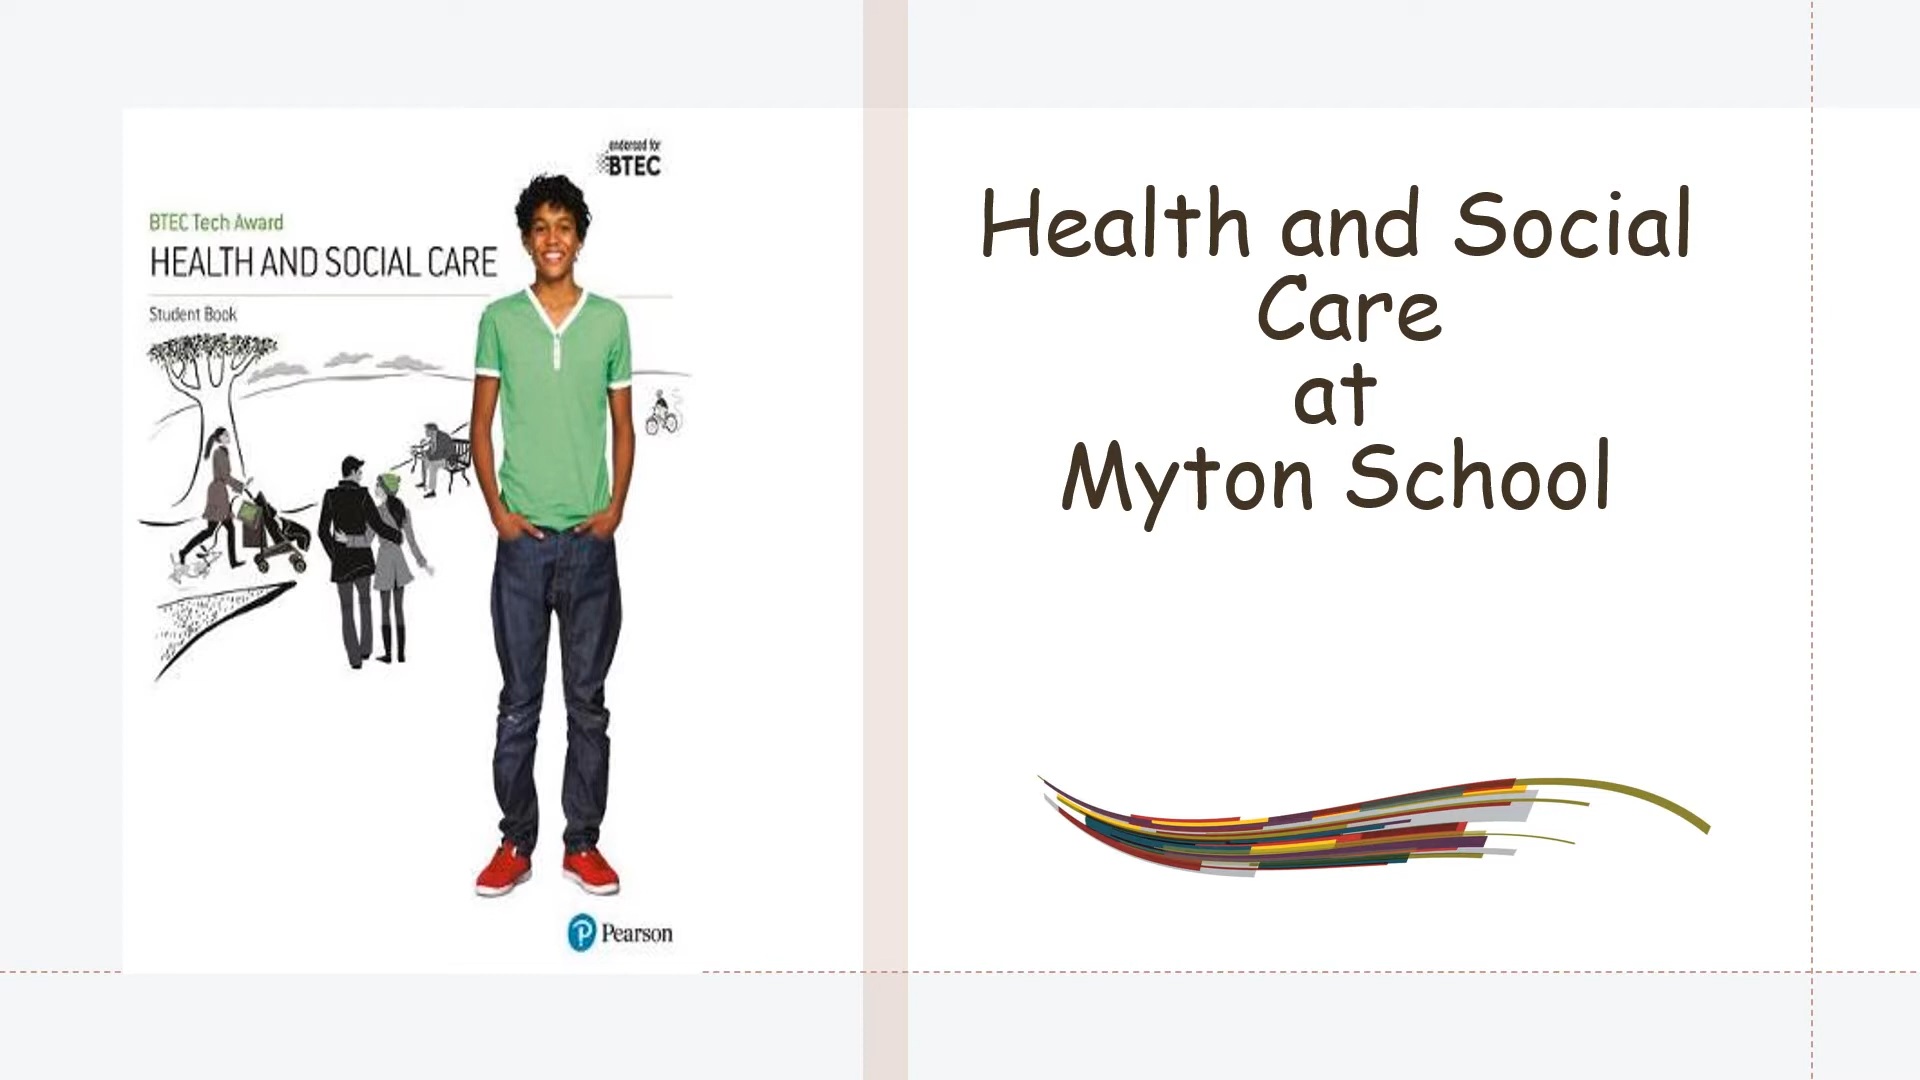 endorsed for
BTEC
BTEC Tech Award
HEALTH AND SOCIAL CARE
Student Book
Pearson
Health and Social
Care
at
Myton School